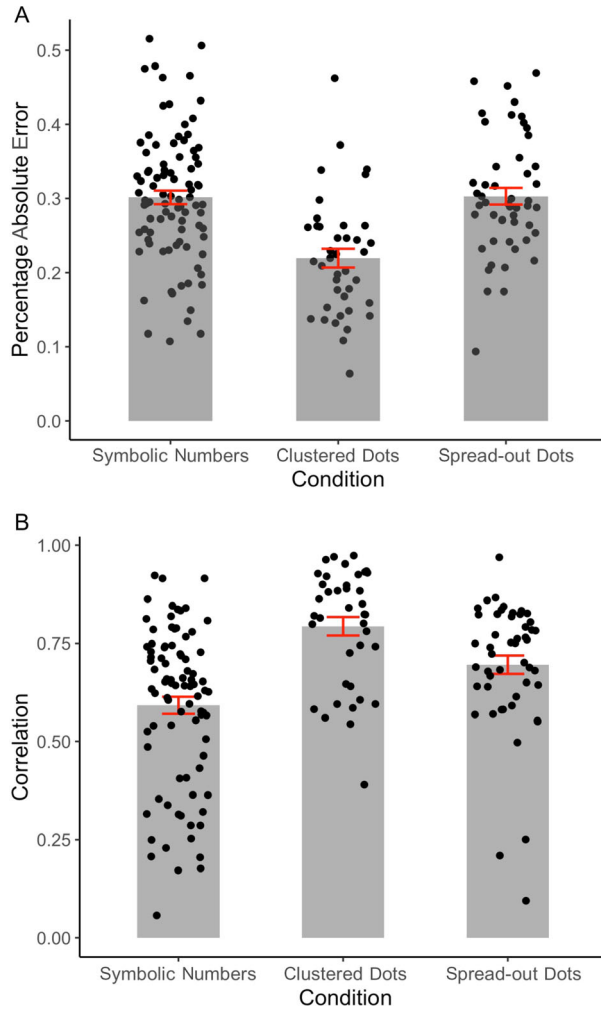 A
Percentage Absolute Error
0.5
0.4
0.3
0.2
0.1
0.0
Symbolic Numbers Clustered Dots Spread-out Dots
Condition
B
Correlation
1.00
0.75
0.50
0.25
0.00
Symbolic Numbers Clustered Dots Spread-out Dots
Condition